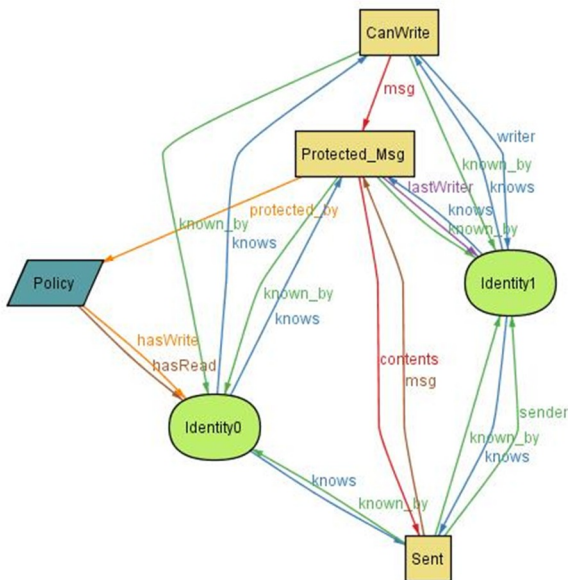 CanWrite
msg
writer
Protected_Msg
known_by
lastWriter
knows
protected_by
knows
known_by
known_by
knows
Policy
Identity1
known_by
knows
hasWrite
contents
hasRead
msg
sender
Identity0
known_by
knows
knows
known_by
Sent